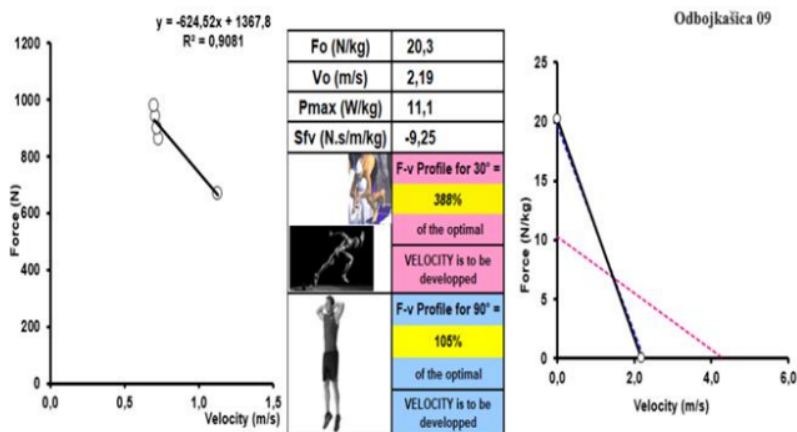 y = -624,52x + 1367,8
R² = 0,9081
1200
1000
800
600
400
200
0
Force (N)
0,0
0,5
1,0
1,5
Velocity (m/s)
Fo (N/kg) 20,3
Vo (m/s) 2,19
Pmax (W/kg) 11,1
Sfv (N.s/m/kg) -9,25
F-v Profile for 30° =
388%
of the optimal
VELOCITY is to be
developped
F-v Profile for 90° =
105%
of the optimal
VELOCITY is to be
developped
Odbojkašica 09
25
20
15
10
5
0
Force (N/kg)
0,0
2,0
4,0
6,0
Velocity (m/s)